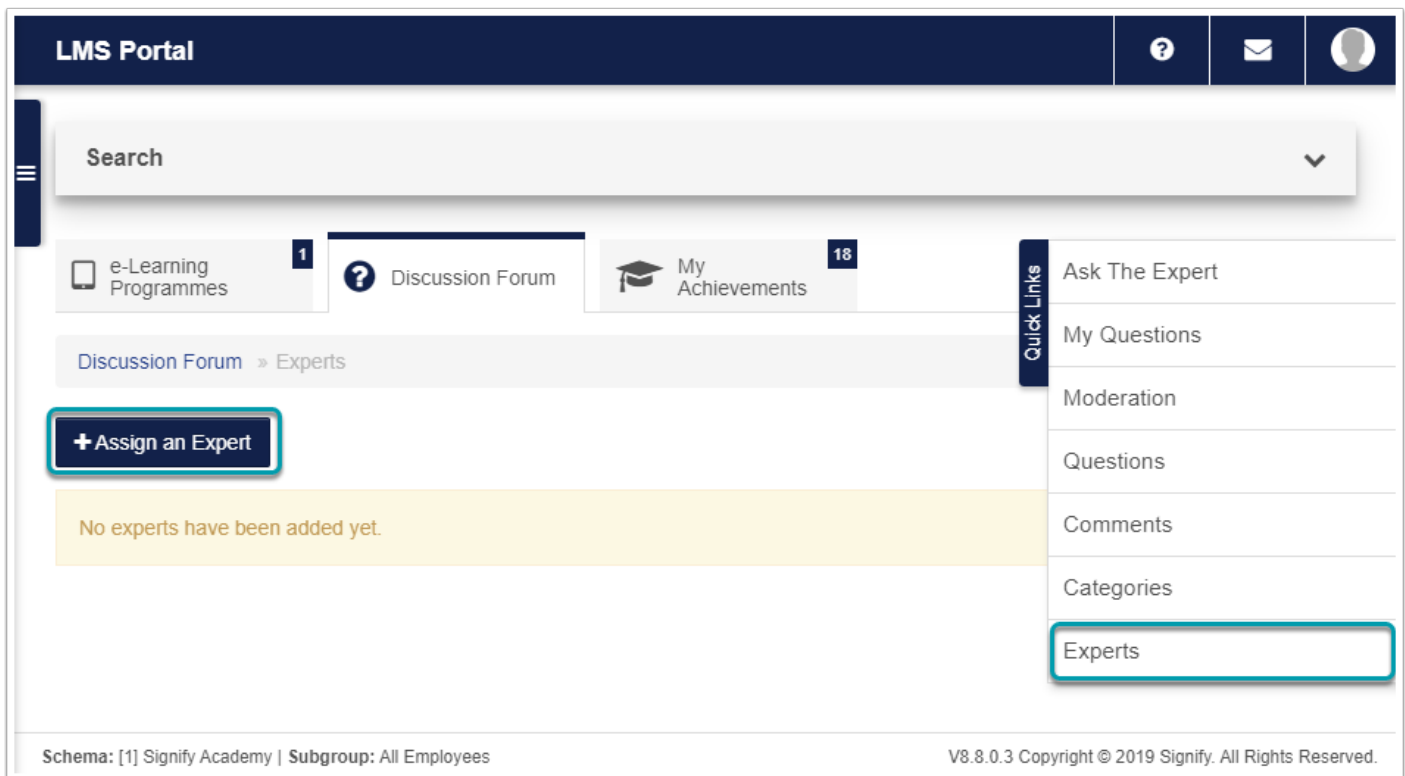 LMS Portal
Search
e-Learning
Programmes
1
Discussion Forum
My
Achievements
18
Quick Links
Ask The Expert
My Questions
Moderation
Questions
Comments
Categories
Experts
Discussion Forum » Experts
+Assign an Expert
No experts have been added yet.
Schema: [1] Signify Academy | Subgroup: All Employees
V8.8.0.3 Copyright © 2019 Signify. All Rights Reserved.